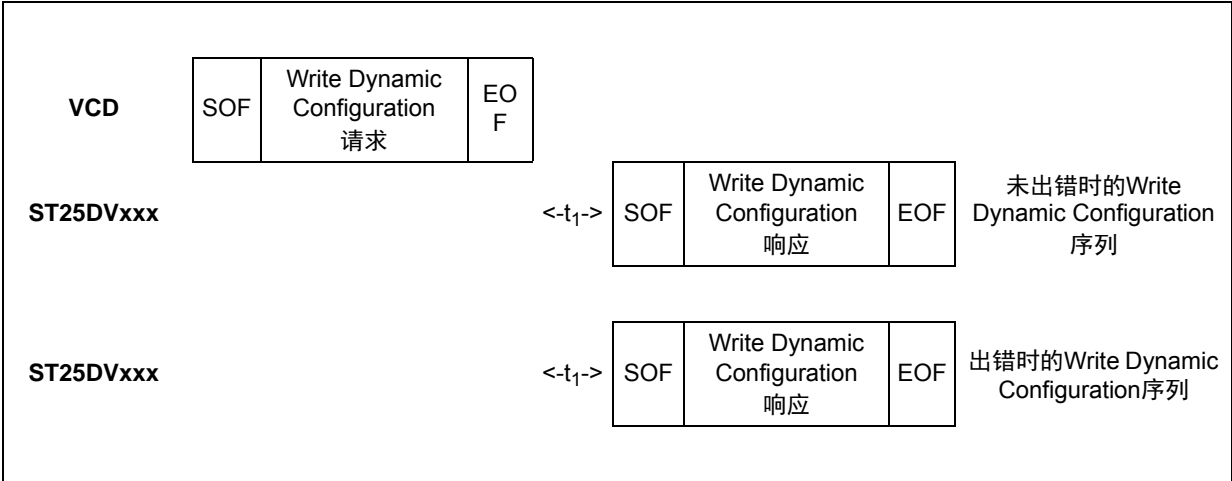 VCD
SOF
Write Dynamic
Configuration
请求
EO
F
ST25DVxxx
<-t1->
SOF
Write Dynamic
Configuration
响应
EOF
未出错时的Write
Dynamic Configuration
序列
ST25DVxxx
<-t1->
SOF
Write Dynamic
Configuration
响应
EOF
出错时的Write Dynamic
Configuration序列